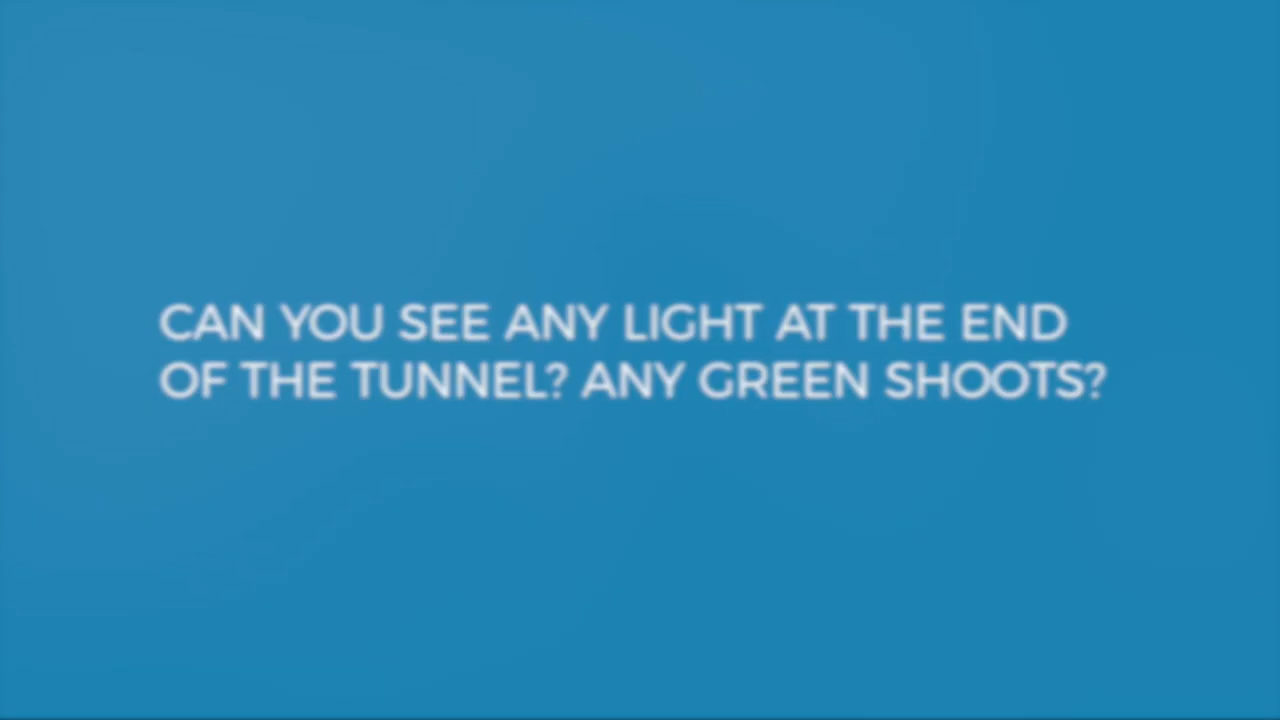 CAN YOU SEE ANY LIGHT AT THE END
OF THE TUNNEL? ANY GREEN SHOOTS?